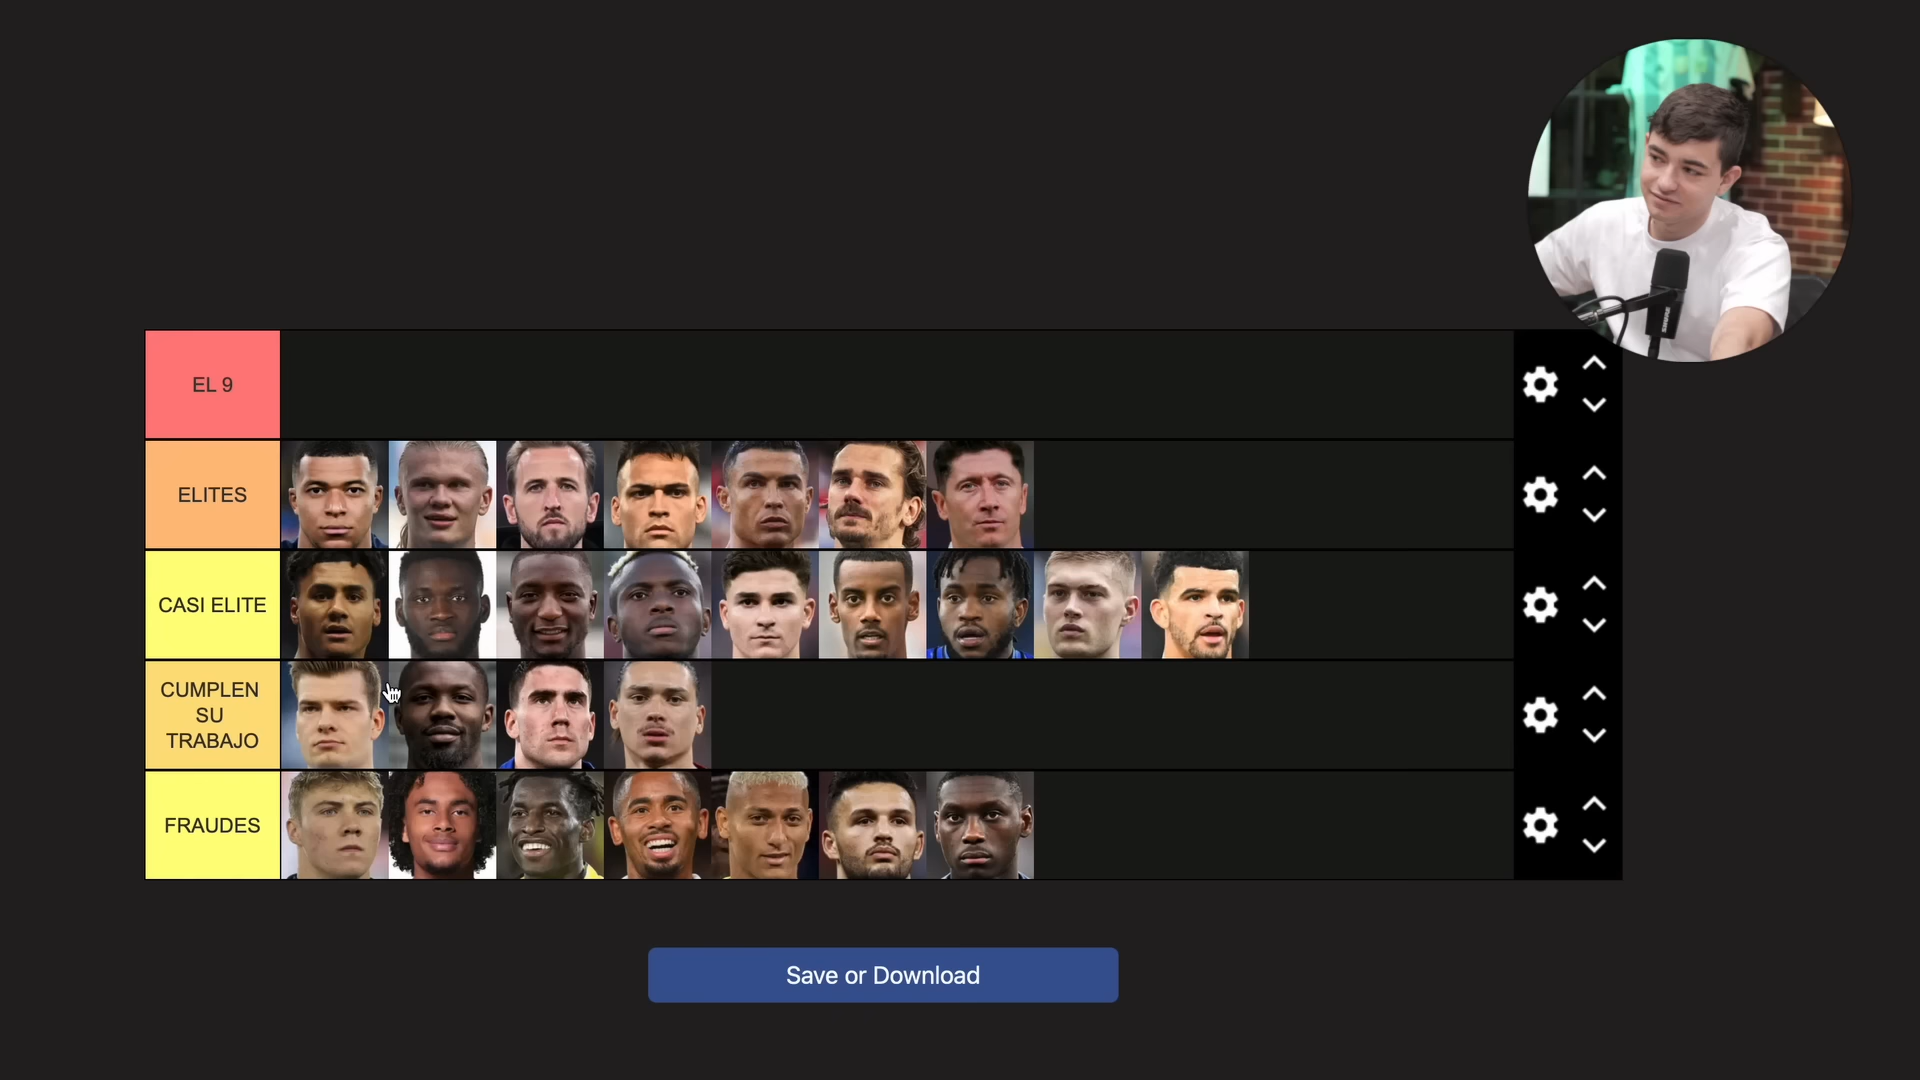 EL 9
ELITES
CASI ELITE
CUMPLEN
SU
TRABAJO
FRAUDES
Save or Download